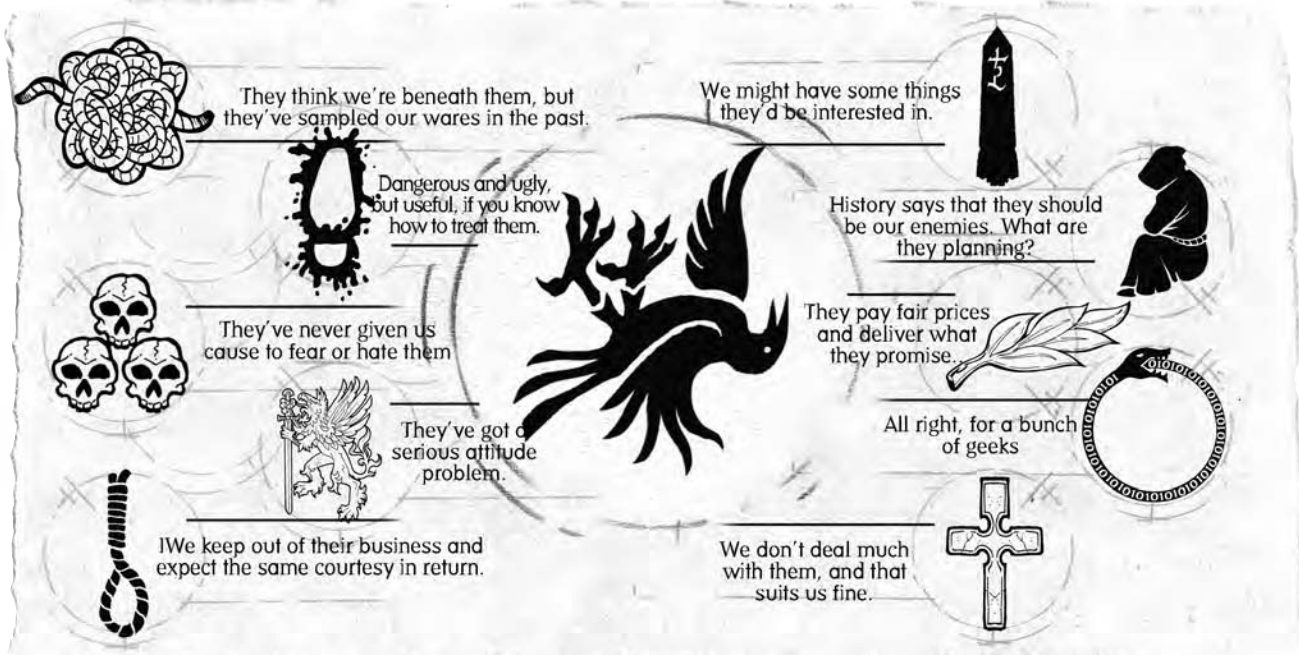 They think we're beneath them, but
they've sampled our wares in the past.
Dangerous and ugly,
but useful, if you know
how to treat them.
They've never given us
cause to fear or hate them
They've got a
serious attitude
problem.
IWe keep out of their business and
expect the same courtesy in return.
We might have some things
they'd be interested in.
History says that they should
be our enemies. What are
they planning?
They pay fair prices
and deliver what
they promise..
All right, for a bunch
of geeks
We don't deal much
with them, and that
suits us fine.